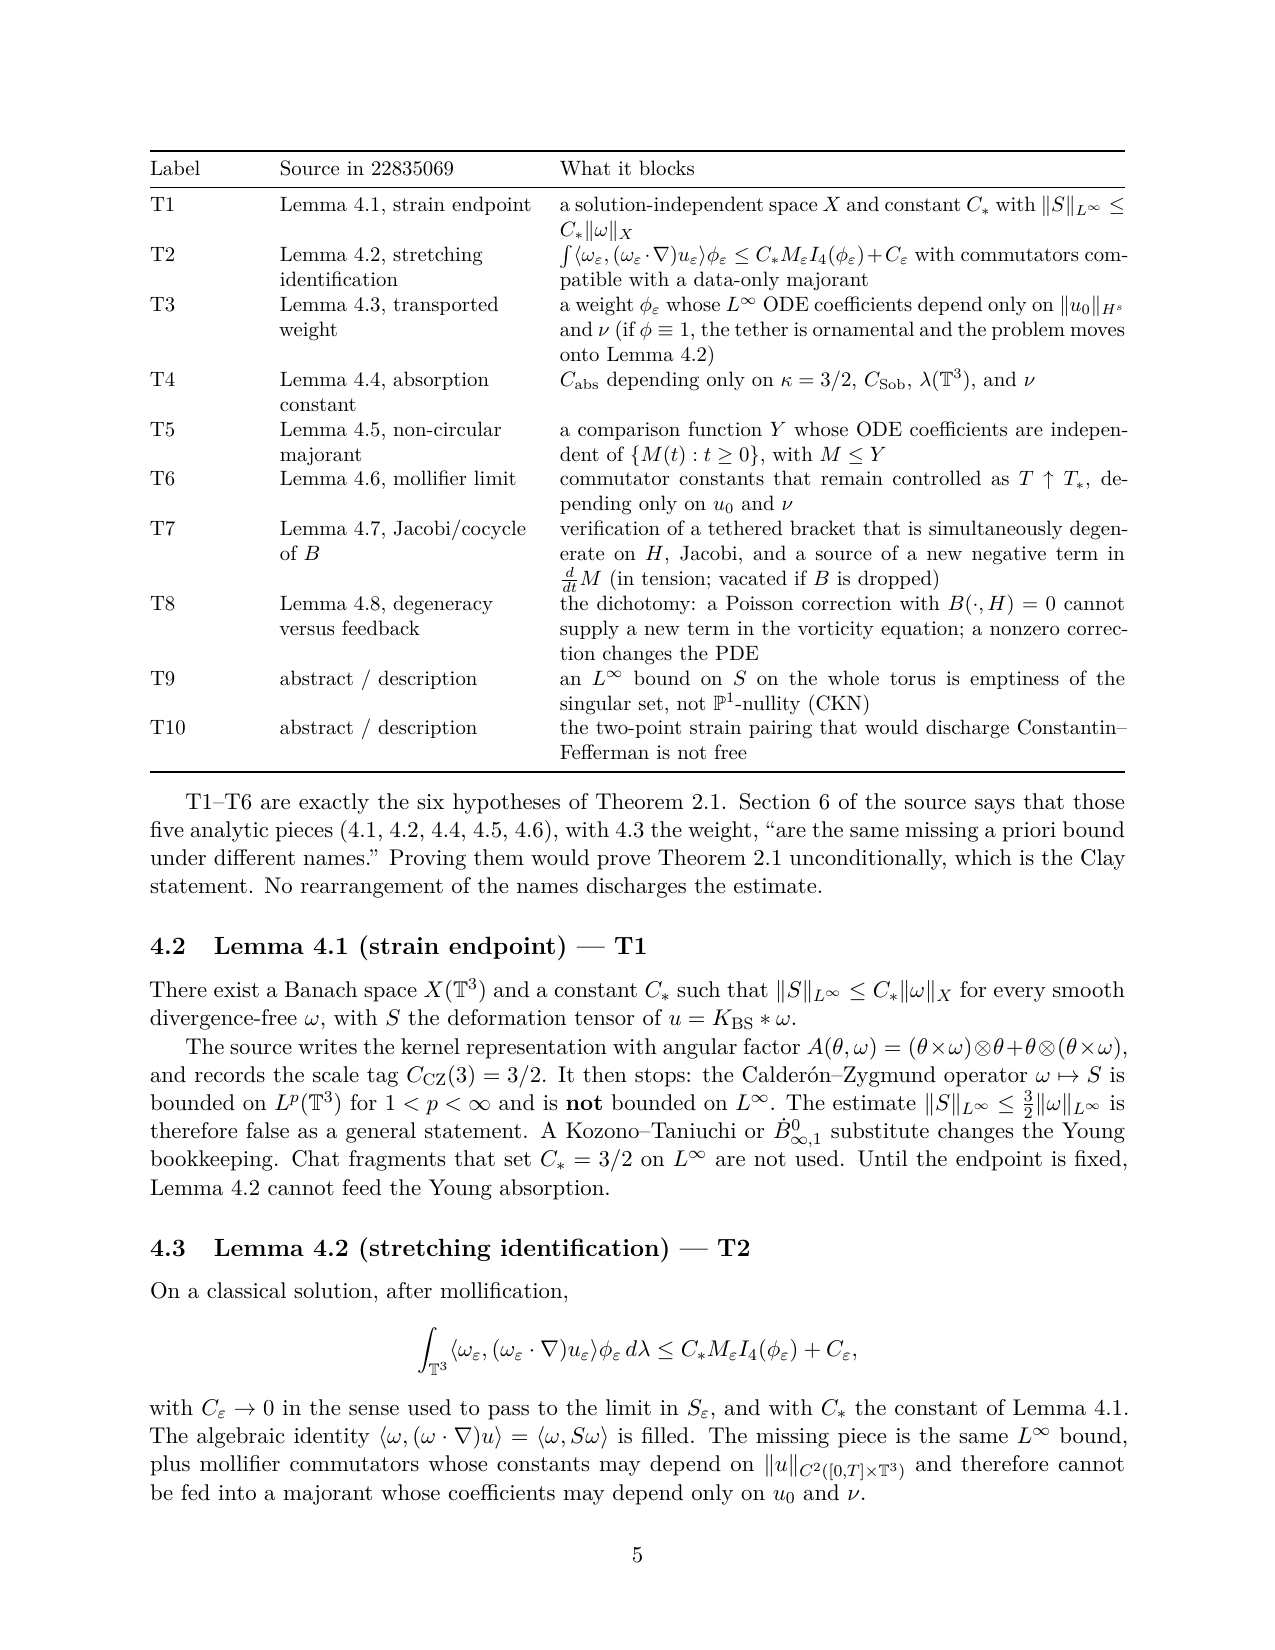 Label Source in 22835069 What it blocks
T1 Lemma 4.1, strain endpoint a solution-independent space X and constant C∗ with ‖S‖_{L^∞} ≤
C∗‖ω‖_X
T2 Lemma 4.2, stretching ∫⟨ω_ε, (ω_ε·∇)u_ε⟩φ_ε ≤ C∗M_εI_4(φ_ε)+C_ε with commutators com-
identification patible with a data-only majorant
T3 Lemma 4.3, transported a weight φ_ε whose L^∞ ODE coefficients depend only on ‖u_0‖_{H^s}
weight and ν (if φ ≡ 1, the tether is ornamental and the problem moves
onto Lemma 4.2)
T4 Lemma 4.4, absorption C_abs depending only on κ = 3/2, C_Sob, λ(𝕋³), and ν
constant
T5 Lemma 4.5, non-circular a comparison function Y whose ODE coefficients are indepen-
majorant dent of {M(t) : t ≥ 0}, with M ≤ Y
T6 Lemma 4.6, mollifier limit commutator constants that remain controlled as T ↑ T∗, de-
pending only on u_0 and ν
T7 Lemma 4.7, Jacobi/cocycle verification of a tethered bracket that is simultaneously degen-
of B erate on H, Jacobi, and a source of a new negative term in
d/dt M (in tension; vacated if B is dropped)
T8 Lemma 4.8, degeneracy the dichotomy: a Poisson correction with B(·, H) = 0 cannot
versus feedback supply a new term in the vorticity equation; a nonzero correc-
tion changes the PDE
T9 abstract / description an L^∞ bound on S on the whole torus is emptiness of the
singular set, not ℙ¹-nullity (CKN)
T10 abstract / description the two-point strain pairing that would discharge Constantin–
Fefferman is not free
T1–T6 are exactly the six hypotheses of Theorem 2.1. Section 6 of the source says that those
five analytic pieces (4.1, 4.2, 4.4, 4.5, 4.6), with 4.3 the weight, “are the same missing a priori bound
under different names.” Proving them would prove Theorem 2.1 unconditionally, which is the Clay
statement. No rearrangement of the names discharges the estimate.
4.2 Lemma 4.1 (strain endpoint) — T1
There exist a Banach space X(𝕋³) and a constant C∗ such that ‖S‖_{L^∞} ≤ C∗‖ω‖_X for every smooth
divergence-free ω, with S the deformation tensor of u = K_BS ∗ ω.
The source writes the kernel representation with angular factor A(θ, ω) = (θ×ω)⊗θ+θ⊗(θ×ω),
and records the scale tag C_CZ(3) = 3/2. It then stops: the Calderón–Zygmund operator ω ↦ S is
bounded on L^p(𝕋³) for 1 < p < ∞ and is not bounded on L^∞. The estimate ‖S‖_{L^∞} ≤ 3/2‖ω‖_{L^∞} is
therefore false as a general statement. A Kozono–Taniuchi or Ḃ^0_{∞,1} substitute changes the Young
bookkeeping. Chat fragments that set C∗ = 3/2 on L^∞ are not used. Until the endpoint is fixed,
Lemma 4.2 cannot feed the Young absorption.
4.3 Lemma 4.2 (stretching identification) — T2
On a classical solution, after mollification,
∫_{𝕋³} ⟨ω_ε, (ω_ε · ∇)u_ε⟩φ_ε dλ ≤ C∗M_εI_4(φ_ε) + C_ε,
with C_ε → 0 in the sense used to pass to the limit in S_ε, and with C∗ the constant of Lemma 4.1.
The algebraic identity ⟨ω, (ω · ∇)u⟩ = ⟨ω, Sω⟩ is filled. The missing piece is the same L^∞ bound,
plus mollifier commutators whose constants may depend on ‖u‖_{C²([0,T]×𝕋³)} and therefore cannot
be fed into a majorant whose coefficients may depend only on u_0 and ν.
5